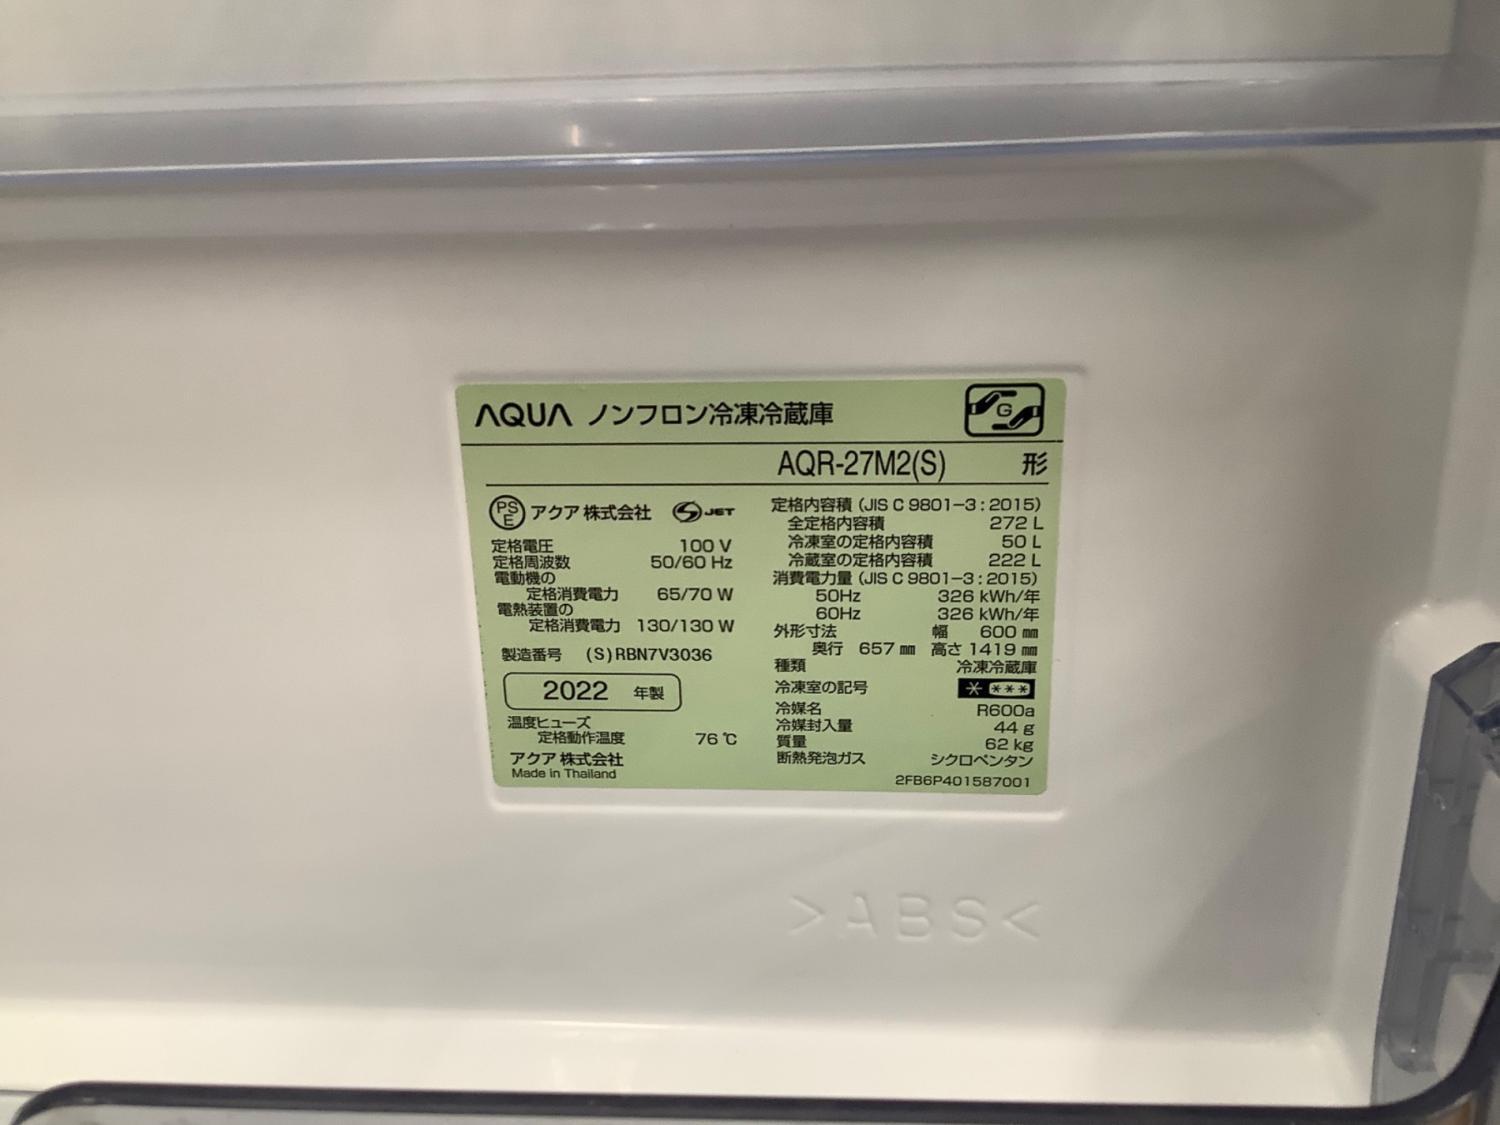 AQUA ノンフロン冷凍冷蔵庫
G
AQR-27M2(S) 形
PS
E
アクア 株式会社 S JET
定格電圧 100 V
定格周波数 50/60 Hz
電動機の
定格消費電力 65/70 W
電熱装置の
定格消費電力 130/130 W
製造番号 (S)RBN7V3036
2022 年製
温度ヒューズ
定格動作温度 76 ℃
アクア 株式会社
Made in Thailand
定格内容積 (JIS C 9801-3 : 2015)
全定格内容積 272 L
冷凍室の定格内容積 50 L
冷蔵室の定格内容積 222 L
消費電力量 (JIS C 9801-3 : 2015)
50Hz 326 kWh/年
60Hz 326 kWh/年
外形寸法 幅 600 ㎜
奥行 657 ㎜ 高さ 1419 ㎜
種類 冷凍冷蔵庫
冷凍室の記号 * ***
冷媒名 R600a
冷媒封入量 44 g
質量 62 kg
断熱発泡ガス シクロペンタン
2FB6P401587001
>ABS<